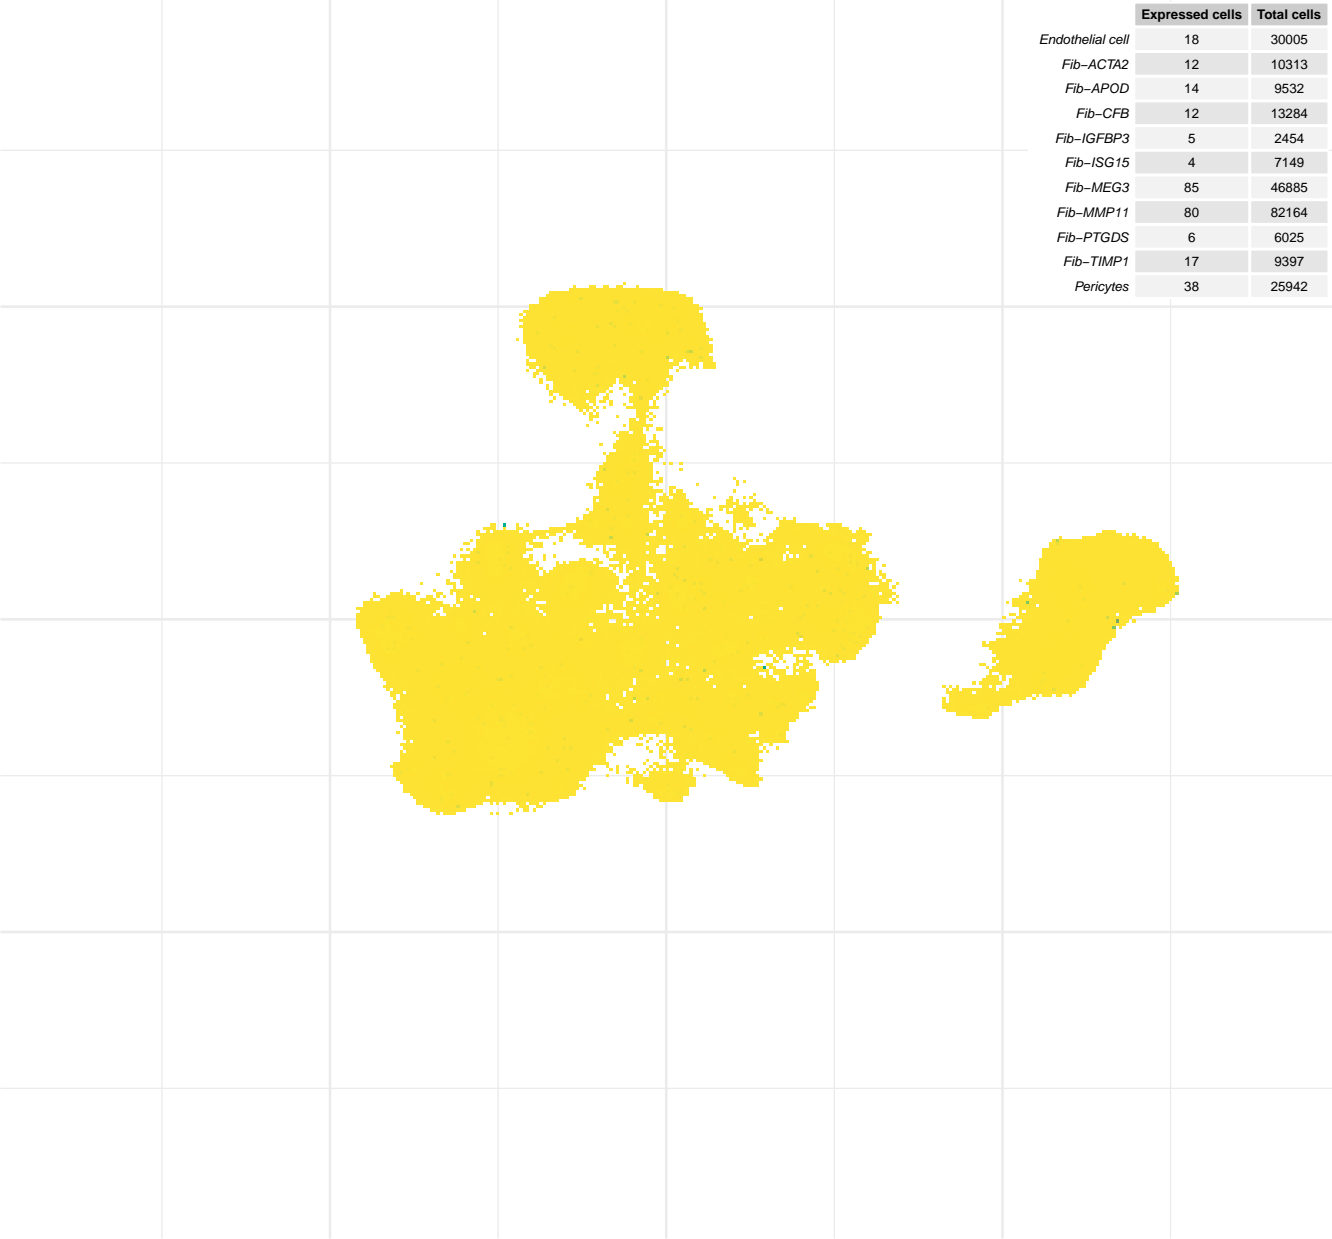 Expressed cells Total cells
Endothelial cell 18 30005
Fib−ACTA2 12 10313
Fib−APOD 14 9532
Fib−CFB 12 13284
Fib−IGFBP3 5 2454
Fib−ISG15 4 7149
Fib−MEG3 85 46885
Fib−MMP11 80 82164
Fib−PTGDS 6 6025
Fib−TIMP1 17 9397
Pericytes 38 25942